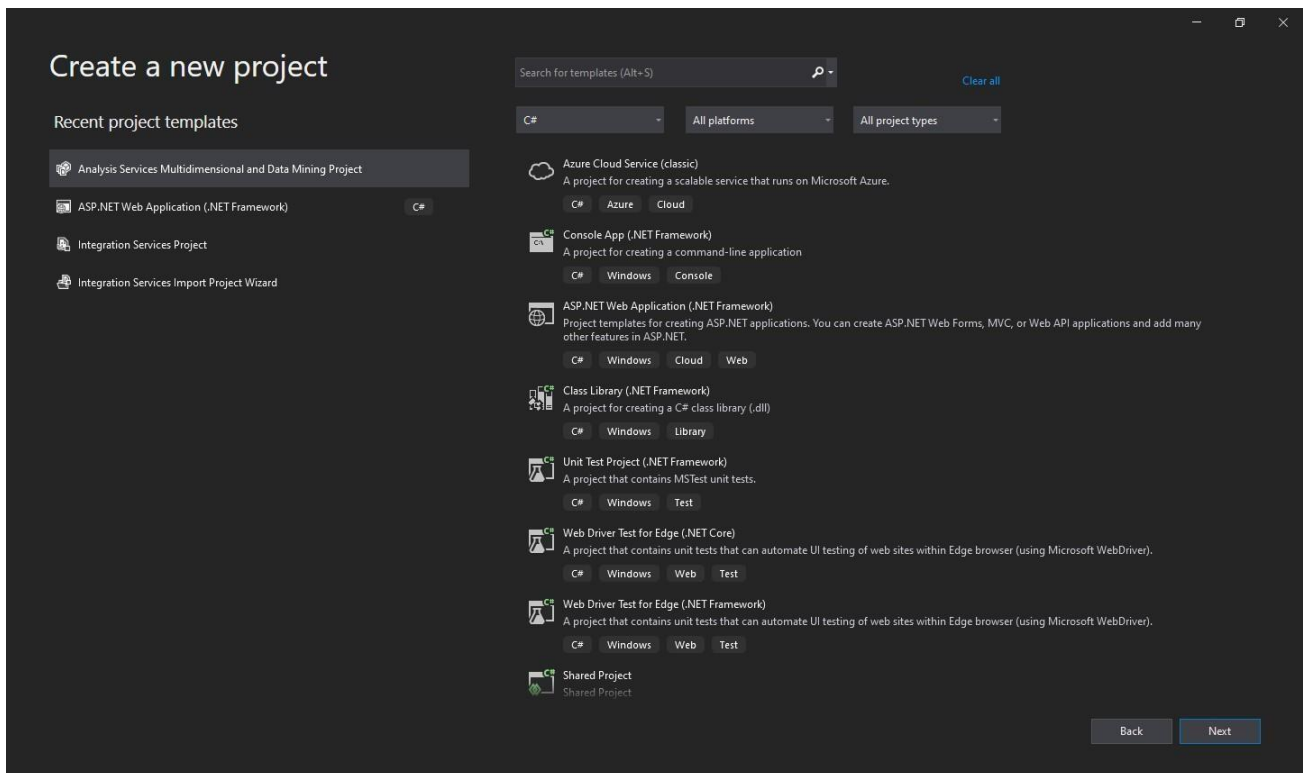 Create a new project
Recent project templates
Analysis Services Multidimensional and Data Mining Project
ASP.NET Web Application (.NET Framework) C#
Integration Services Project
Integration Services Import Project Wizard
Search for templates (Alt+S)
Clear all
C# All platforms All project types
Azure Cloud Service (classic)
A project for creating a scalable service that runs on Microsoft Azure.
C# Azure Cloud
Console App (.NET Framework)
A project for creating a command-line application
C# Windows Console
ASP.NET Web Application (.NET Framework)
Project templates for creating ASP.NET applications. You can create ASP.NET Web Forms, MVC, or Web API applications and add many
other features in ASP.NET.
C# Windows Cloud Web
Class Library (.NET Framework)
A project for creating a C# class library (.dll)
C# Windows Library
Unit Test Project (.NET Framework)
A project that contains MSTest unit tests.
C# Windows Test
Web Driver Test for Edge (.NET Core)
A project that contains unit tests that can automate UI testing of web sites within Edge browser (using Microsoft WebDriver).
C# Windows Web Test
Web Driver Test for Edge (.NET Framework)
A project that contains unit tests that can automate UI testing of web sites within Edge browser (using Microsoft WebDriver).
C# Windows Web Test
Shared Project
Shared Project
Back Next